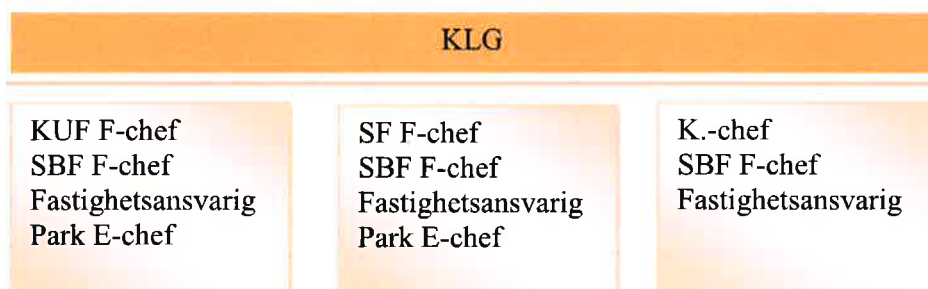 KLG
KUF F-chef
SBF F-chef
Fastighetsansvarig
Park E-chef
SF F-chef
SBF F-chef
Fastighetsansvarig
Park E-chef
K.-chef
SBF F-chef
Fastighetsansvarig